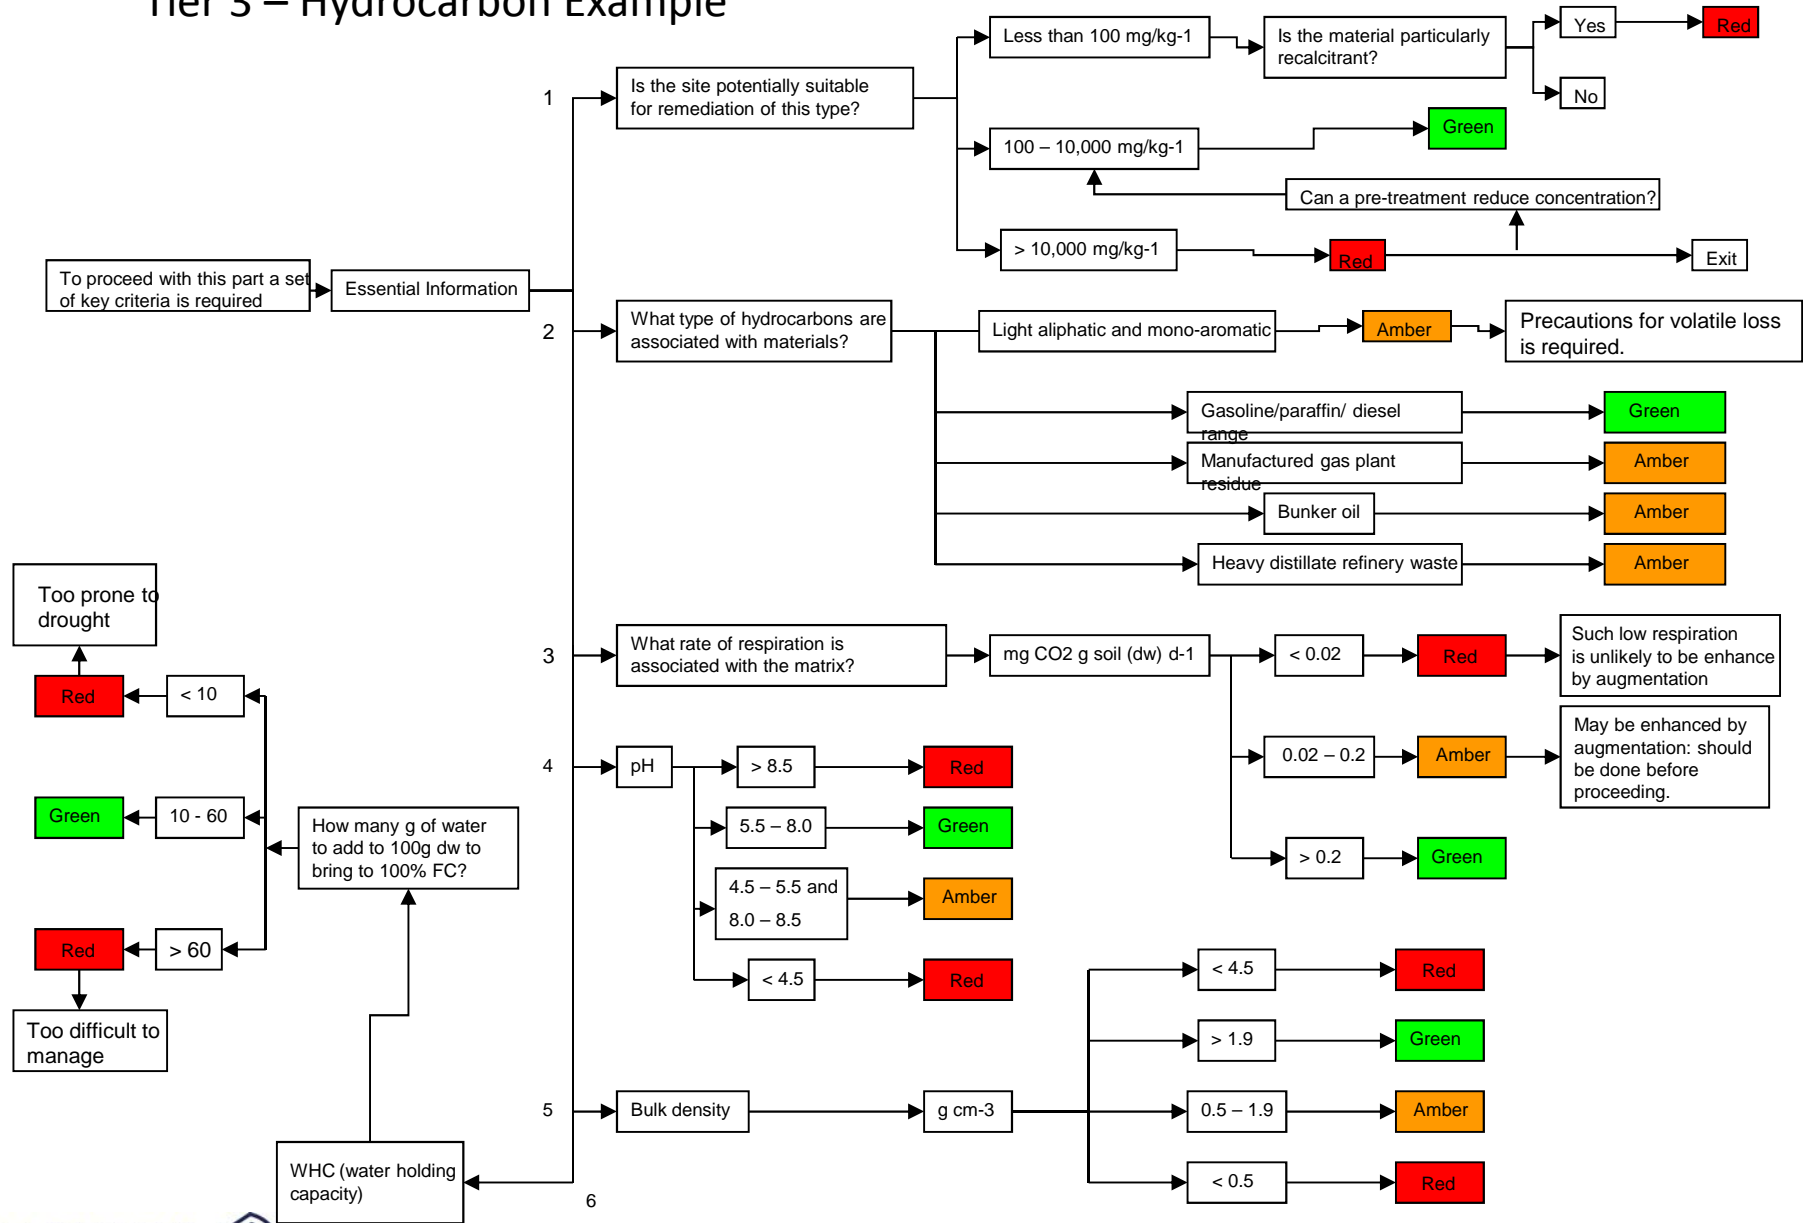 Tier 3 – Hydrocarbon Example
To proceed with this part a set
of key criteria is required
Essential Information
1
Is the site potentially suitable
for remediation of this type?
Less than 100 mg/kg-1
Is the material particularly
recalcitrant?
Yes
Red
No
100 – 10,000 mg/kg-1
Green
Can a pre-treatment reduce concentration?
> 10,000 mg/kg-1
Red
Exit
2
What type of hydrocarbons are
associated with materials?
Light aliphatic and mono-aromatic
Amber
Precautions for volatile loss
is required.
Gasoline/paraffin/ diesel
range
Green
Manufactured gas plant
residue
Amber
Bunker oil
Amber
Heavy distillate refinery waste
Amber
3
What rate of respiration is
associated with the matrix?
mg CO2 g soil (dw) d-1
< 0.02
Red
Such low respiration
is unlikely to be enhance
by augmentation
0.02 – 0.2
Amber
May be enhanced by
augmentation: should
be done before
proceeding.
> 0.2
Green
4
pH
> 8.5
Red
5.5 – 8.0
Green
4.5 – 5.5 and
8.0 – 8.5
Amber
< 4.5
Red
5
Bulk density
g cm-3
< 4.5
Red
> 1.9
Green
0.5 – 1.9
Amber
< 0.5
Red
6
WHC (water holding
capacity)
How many g of water
to add to 100g dw to
bring to 100% FC?
< 10
Red
Too prone to
drought
10 - 60
Green
> 60
Red
Too difficult to
manage